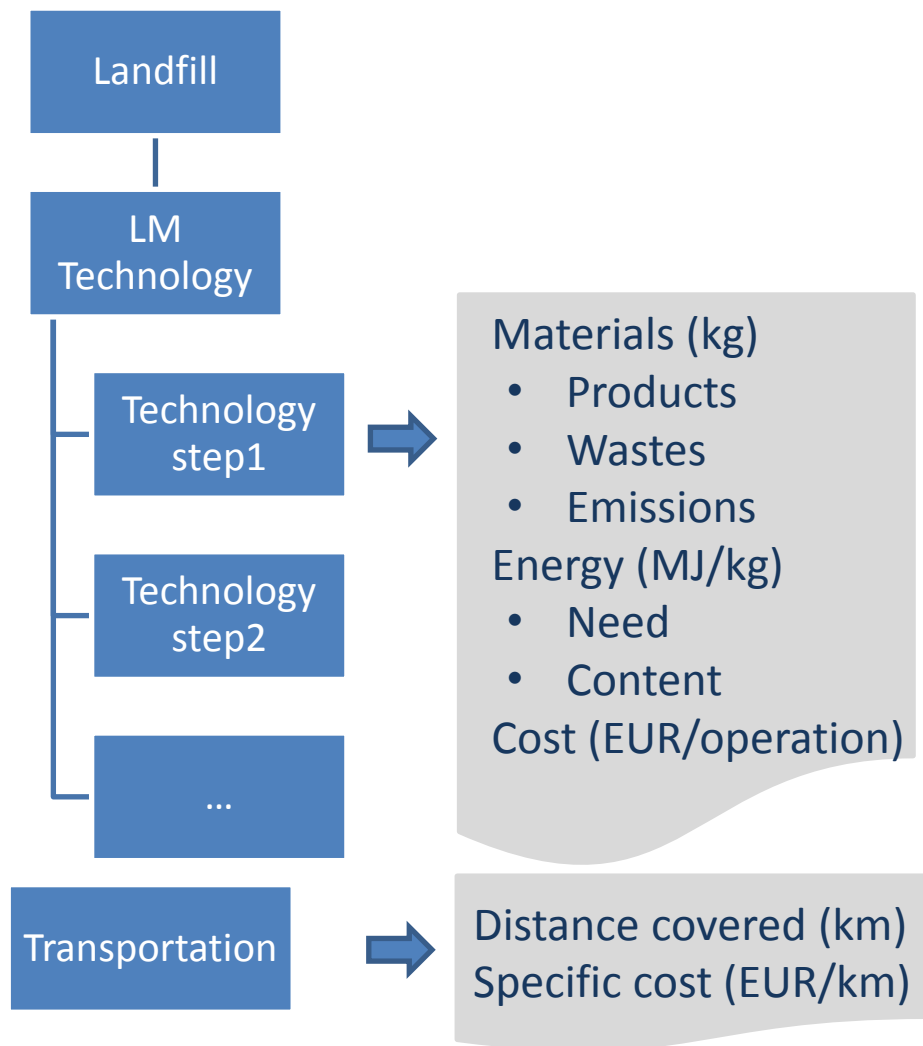 Landfill
LM
Technology
Technology
step1
Technology
step2
...
Materials (kg)
• Products
• Wastes
• Emissions
Energy (MJ/kg)
• Need
• Content
Cost (EUR/operation)
Transportation
Distance covered (km)
Specific cost (EUR/km)